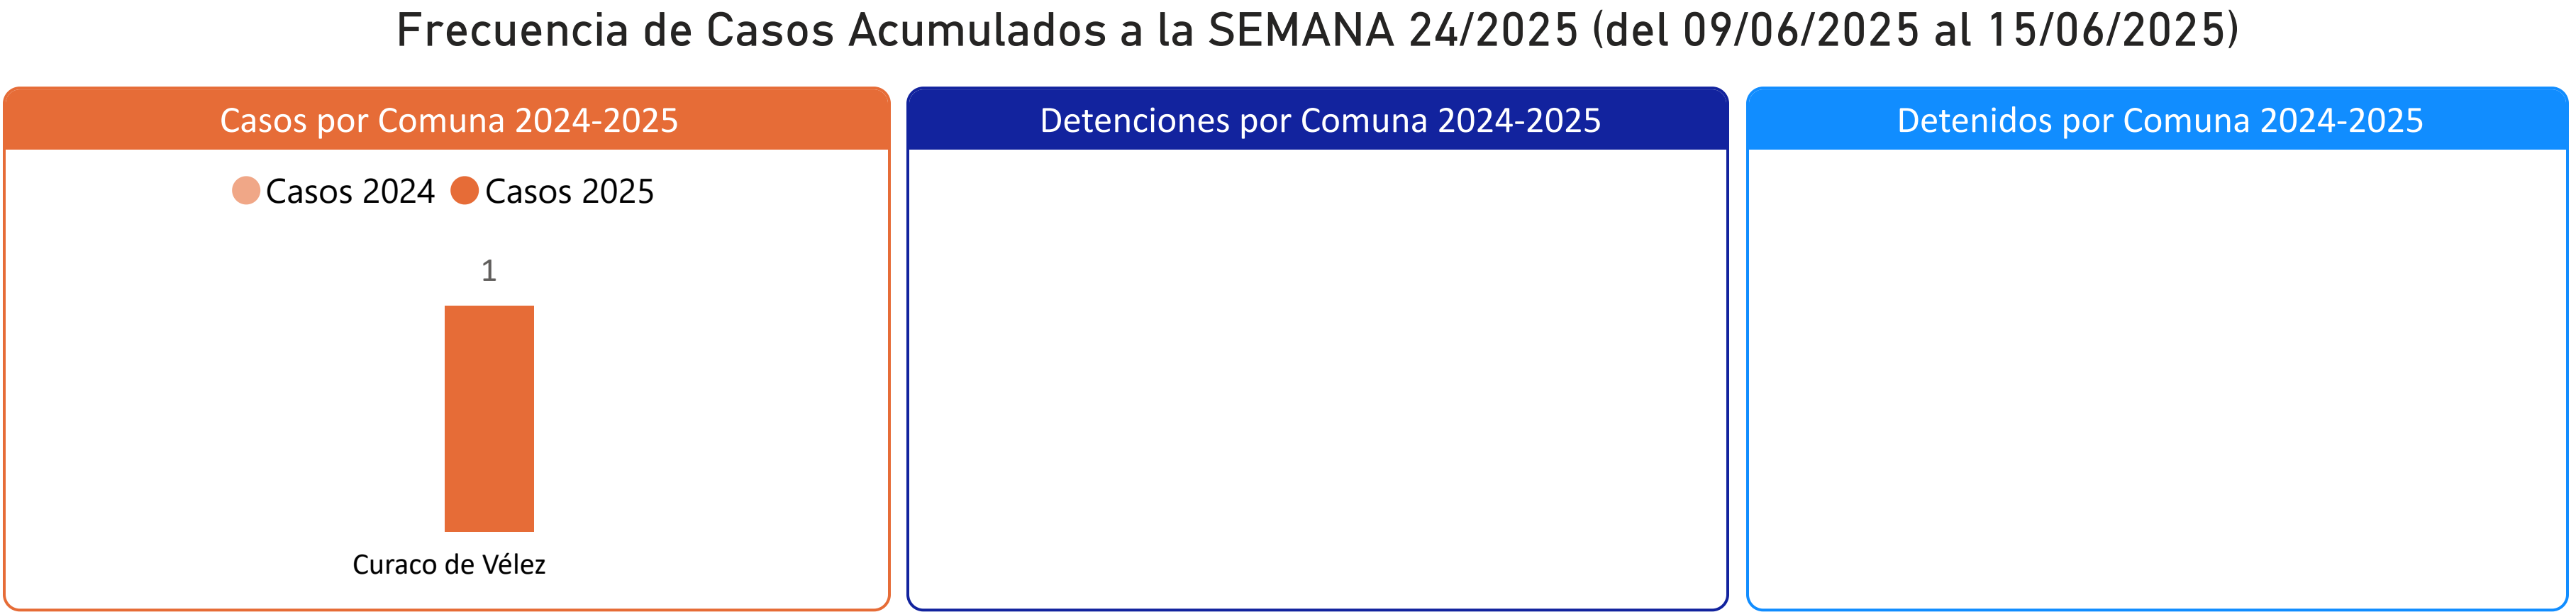 Frecuencia de Casos Acumulados a la SEMANA 24/2025 (del 09/06/2025 al 15/06/2025)
Casos por Comuna 2024-2025
Casos 2024 Casos 2025
1
Curaco de Vélez
Detenciones por Comuna 2024-2025
Detenidos por Comuna 2024-2025